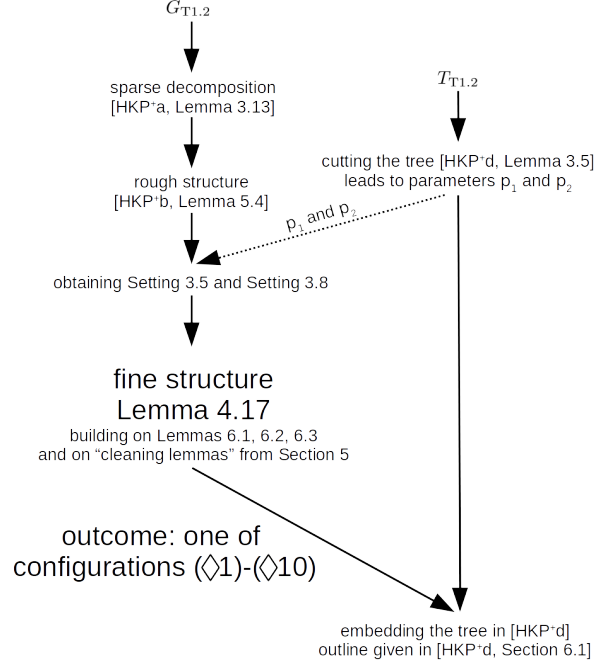 G_T1.2
sparse decomposition
[HKP⁺a, Lemma 3.13]
rough structure
[HKP⁺b, Lemma 5.4]
T_T1.2
cutting the tree [HKP⁺d, Lemma 3.5]
leads to parameters p₁ and p₂
p₁ and p₂
obtaining Setting 3.5 and Setting 3.8
fine structure
Lemma 4.17
building on Lemmas 6.1, 6.2, 6.3
and on “cleaning lemmas” from Section 5
outcome: one of
configurations (◊1)-(◊10)
embedding the tree in [HKP⁺d]
outline given in [HKP⁺d, Section 6.1]